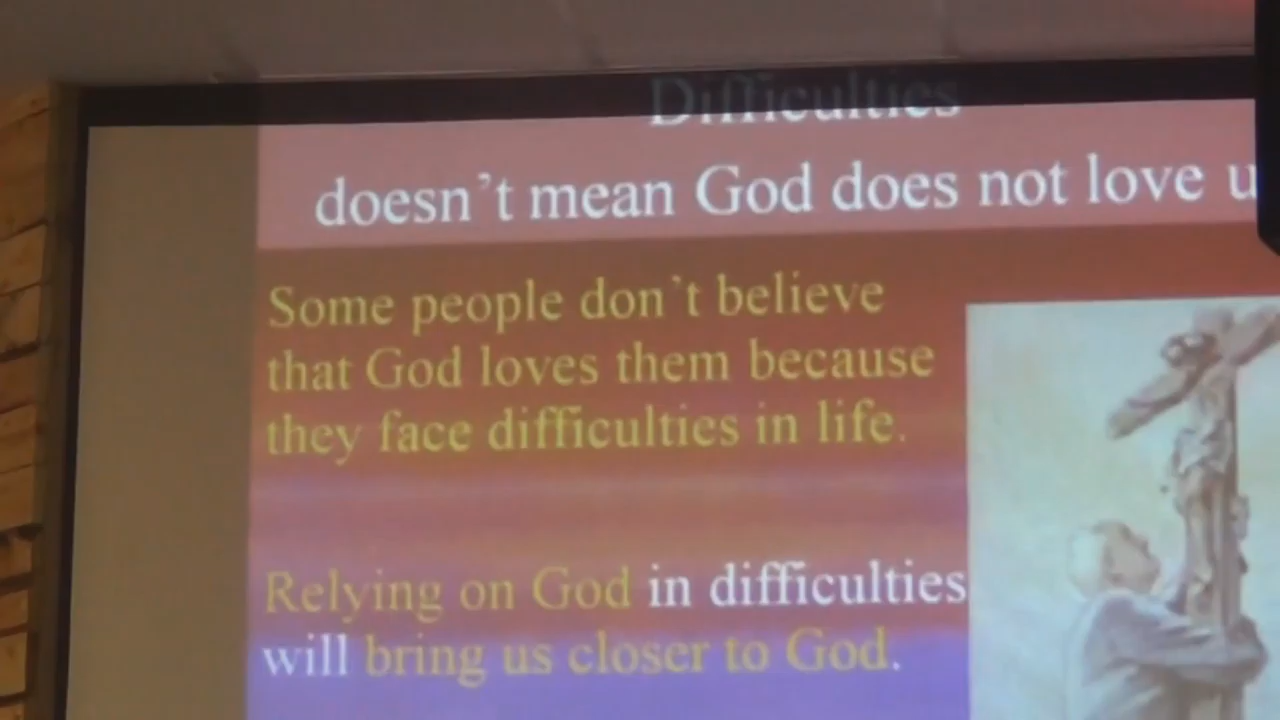 Difficulties
doesn't mean God does not love u
Some people don't believe
that God loves them because
they face difficulties in life.
Relying on God in difficulties
will bring us closer to God.